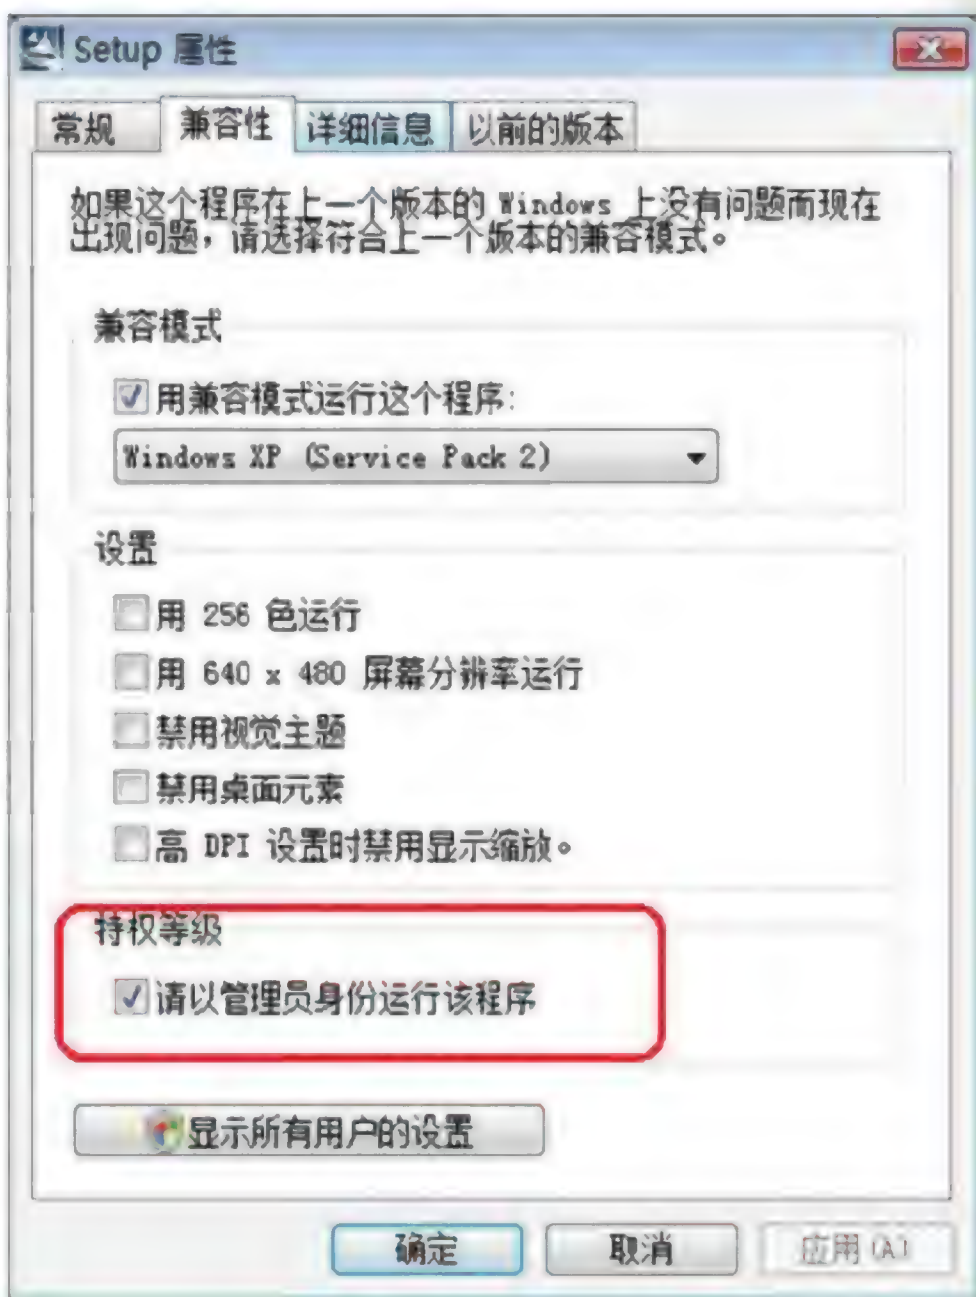 Setup 属性
常规 兼容性 详细信息 以前的版本
如果这个程序在上一个版本的 Windows 上没有问题而现在
出现问题，请选择符合上一个版本的兼容模式。
兼容模式
用兼容模式运行这个程序:
Windows XP (Service Pack 2)
设置
用 256 色运行
用 640 x 480 屏幕分辨率运行
禁用视觉主题
禁用桌面元素
高 DPI 设置时禁用显示缩放。
特权等级
请以管理员身份运行该程序
显示所有用户的设置
确定 取消 应用(A)